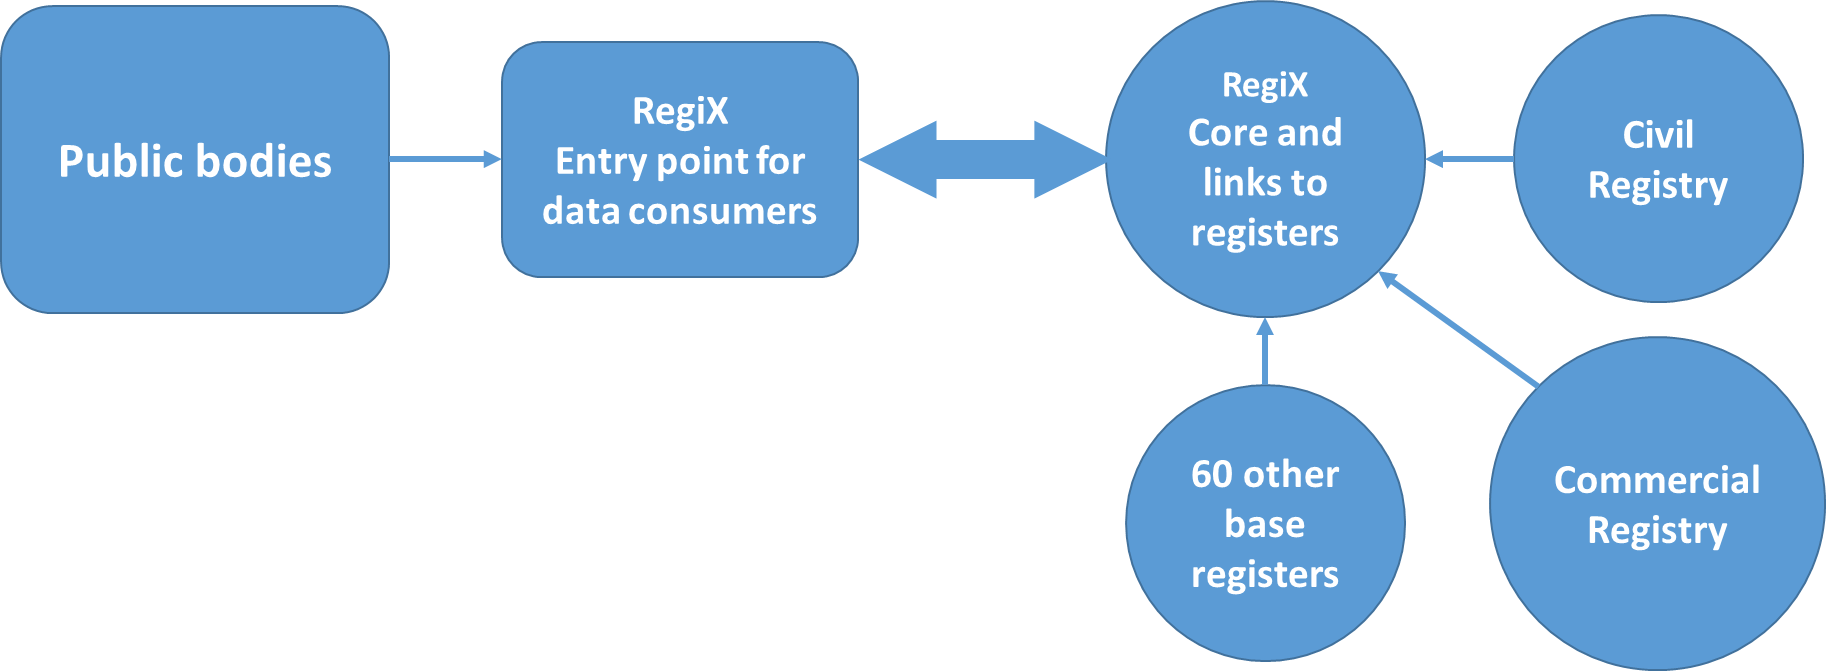 Public bodies
RegiX
Entry point for
data consumers
RegiX
Core and
links to
registers
Civil
Registry
60 other
base
registers
Commercial
Registry